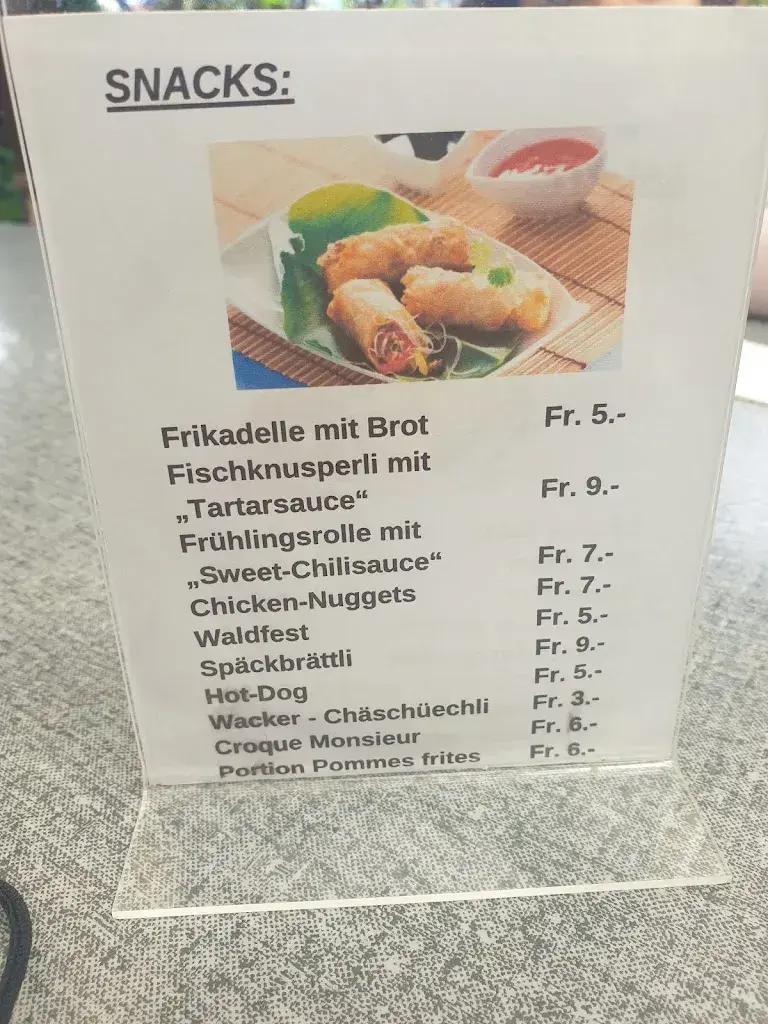 SNACKS:
Frikadelle mit Brot Fr. 5.-
Fischknusperli mit
„Tartarsauce“ Fr. 9.-
Frühlingsrolle mit
„Sweet-Chilisauce“ Fr. 7.-
Chicken-Nuggets Fr. 7.-
Waldfest Fr. 5.-
Späckbrättli Fr. 9.-
Hot-Dog Fr. 5.-
Wacker - Chäschüechli Fr. 3.-
Croque Monsieur Fr. 6.-
Portion Pommes frites Fr. 6.-